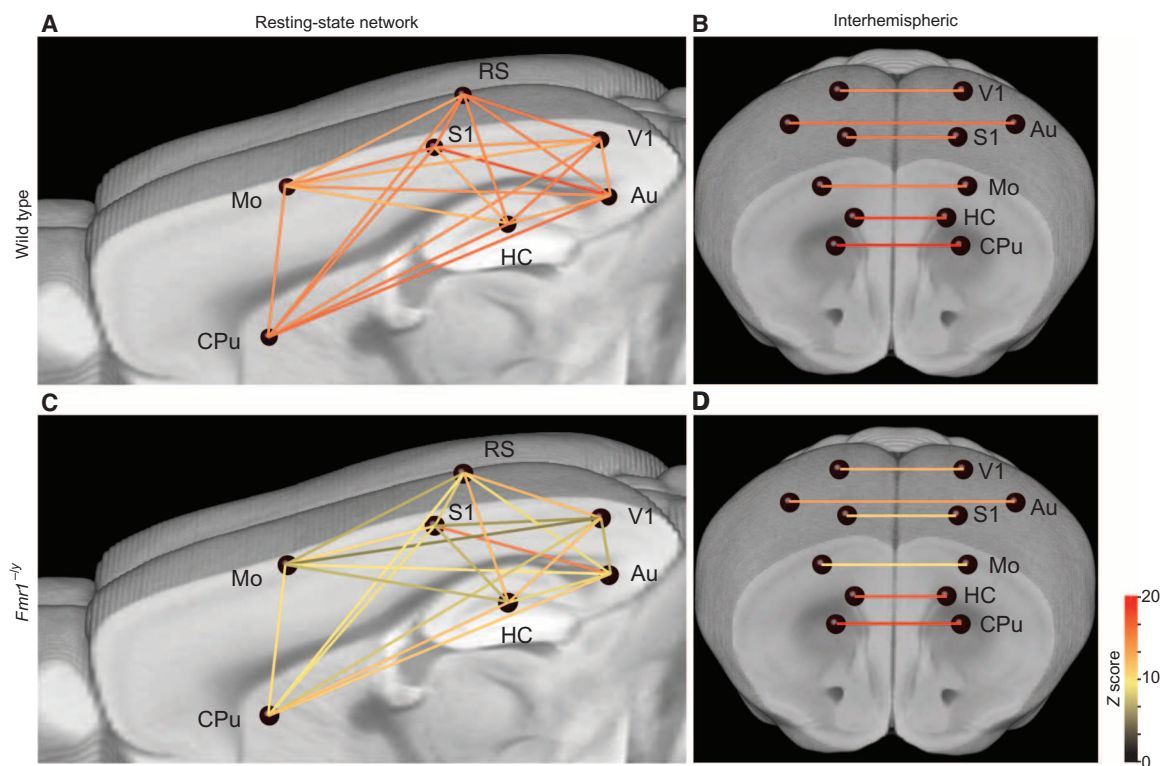 A
Resting-state network
B
Interhemispheric
Wild type
RS
S1
V1
Mo
Au
HC
CPu
V1
Au
S1
Mo
HC
CPu
C
D
Fmr1⁻/ʸ
RS
S1
V1
Mo
Au
HC
CPu
V1
Au
S1
Mo
HC
CPu
Z score
20
10
0